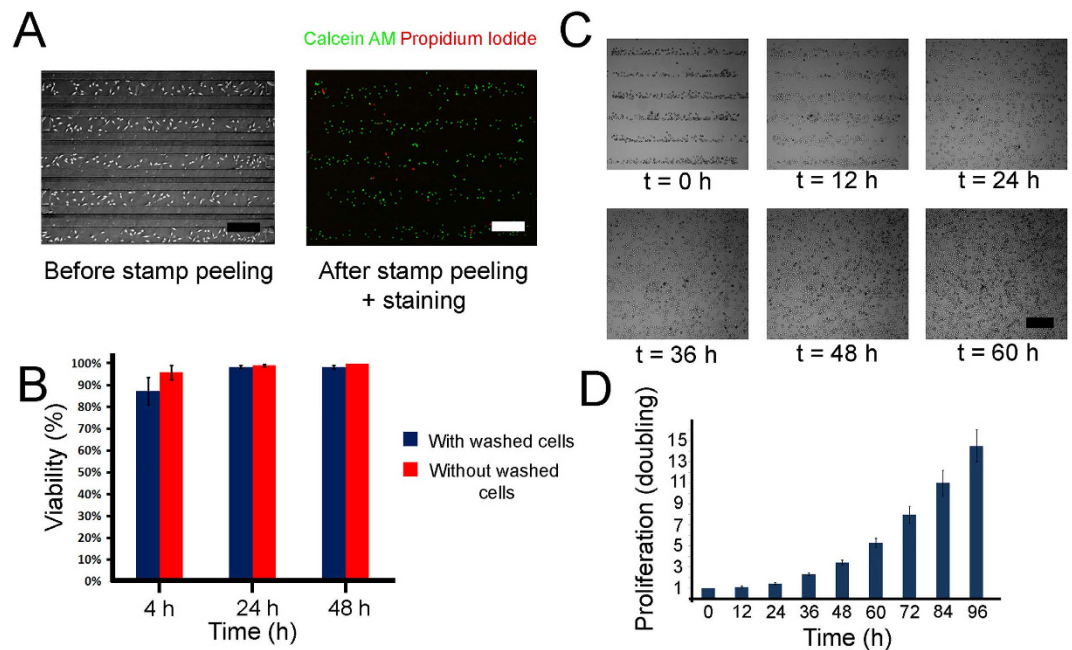 A
Calcein AM Propidium Iodide
Before stamp peeling
After stamp peeling
+ staining
B
Viability (%)
100%
90%
80%
70%
60%
50%
40%
30%
20%
10%
0%
4 h
24 h
48 h
Time (h)
With washed cells
Without washed
cells
C
t = 0 h
t = 12 h
t = 24 h
t = 36 h
t = 48 h
t = 60 h
D
Proliferation (doubling)
15
13
11
9
7
5
3
1
0 12 24 36 48 60 72 84 96
Time (h)